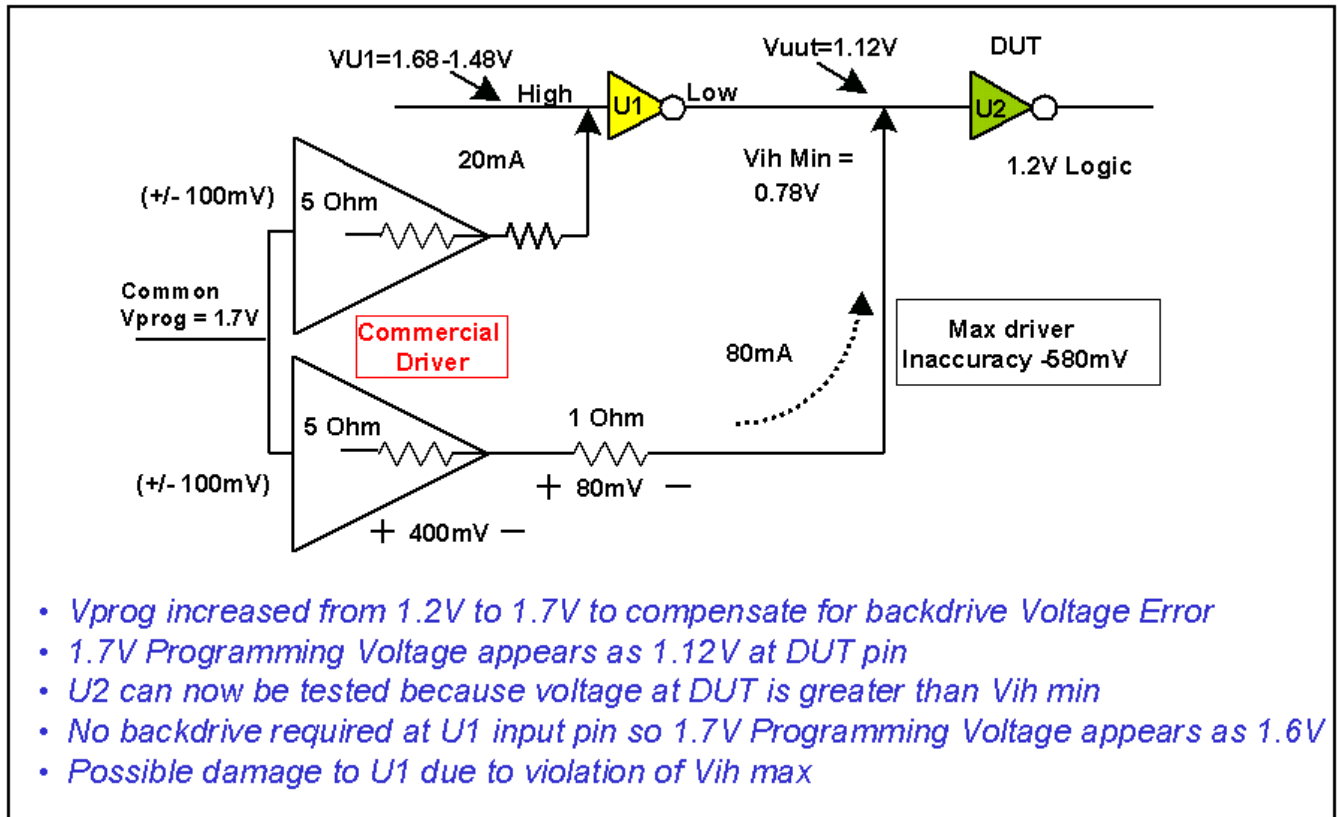 VU1=1.68-1.48V
Vuut=1.12V
DUT
High
U1
Low
U2
20mA
Vih Min =
0.78V
1.2V Logic
(+/- 100mV)
5 Ohm
Common
Vprog = 1.7V
Commercial
Driver
80mA
Max driver
Inaccuracy -580mV
5 Ohm
1 Ohm
(+/- 100mV)
+ 80mV –
+ 400mV –
• Vprog increased from 1.2V to 1.7V to compensate for backdrive Voltage Error
• 1.7V Programming Voltage appears as 1.12V at DUT pin
• U2 can now be tested because voltage at DUT is greater than Vih min
• No backdrive required at U1 input pin so 1.7V Programming Voltage appears as 1.6V
• Possible damage to U1 due to violation of Vih max